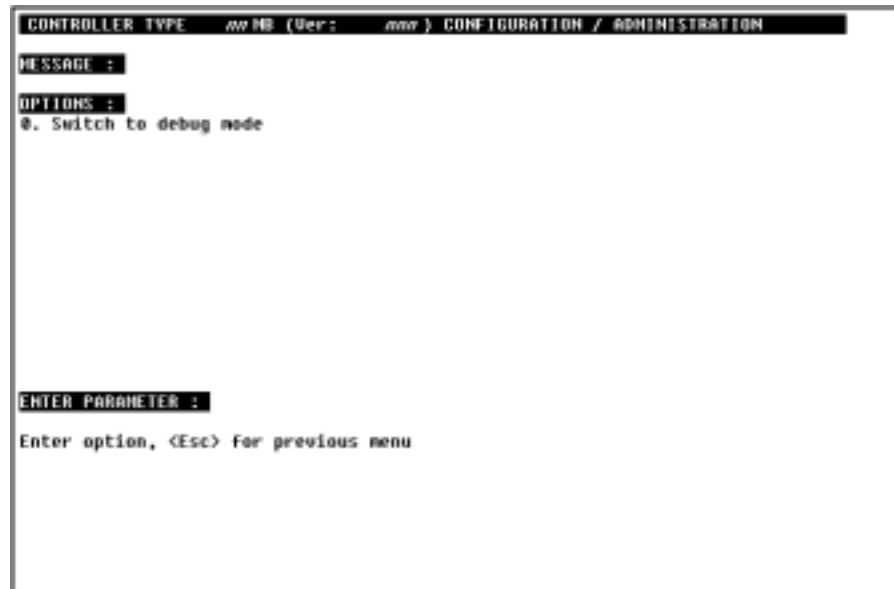 CONTROLLER TYPE nn MB (Ver: nnn) CONFIGURATION / ADMINISTRATION
MESSAGE :
OPTIONS :
0. Switch to debug mode
ENTER PARAMETER :
Enter option, <Esc> for previous menu